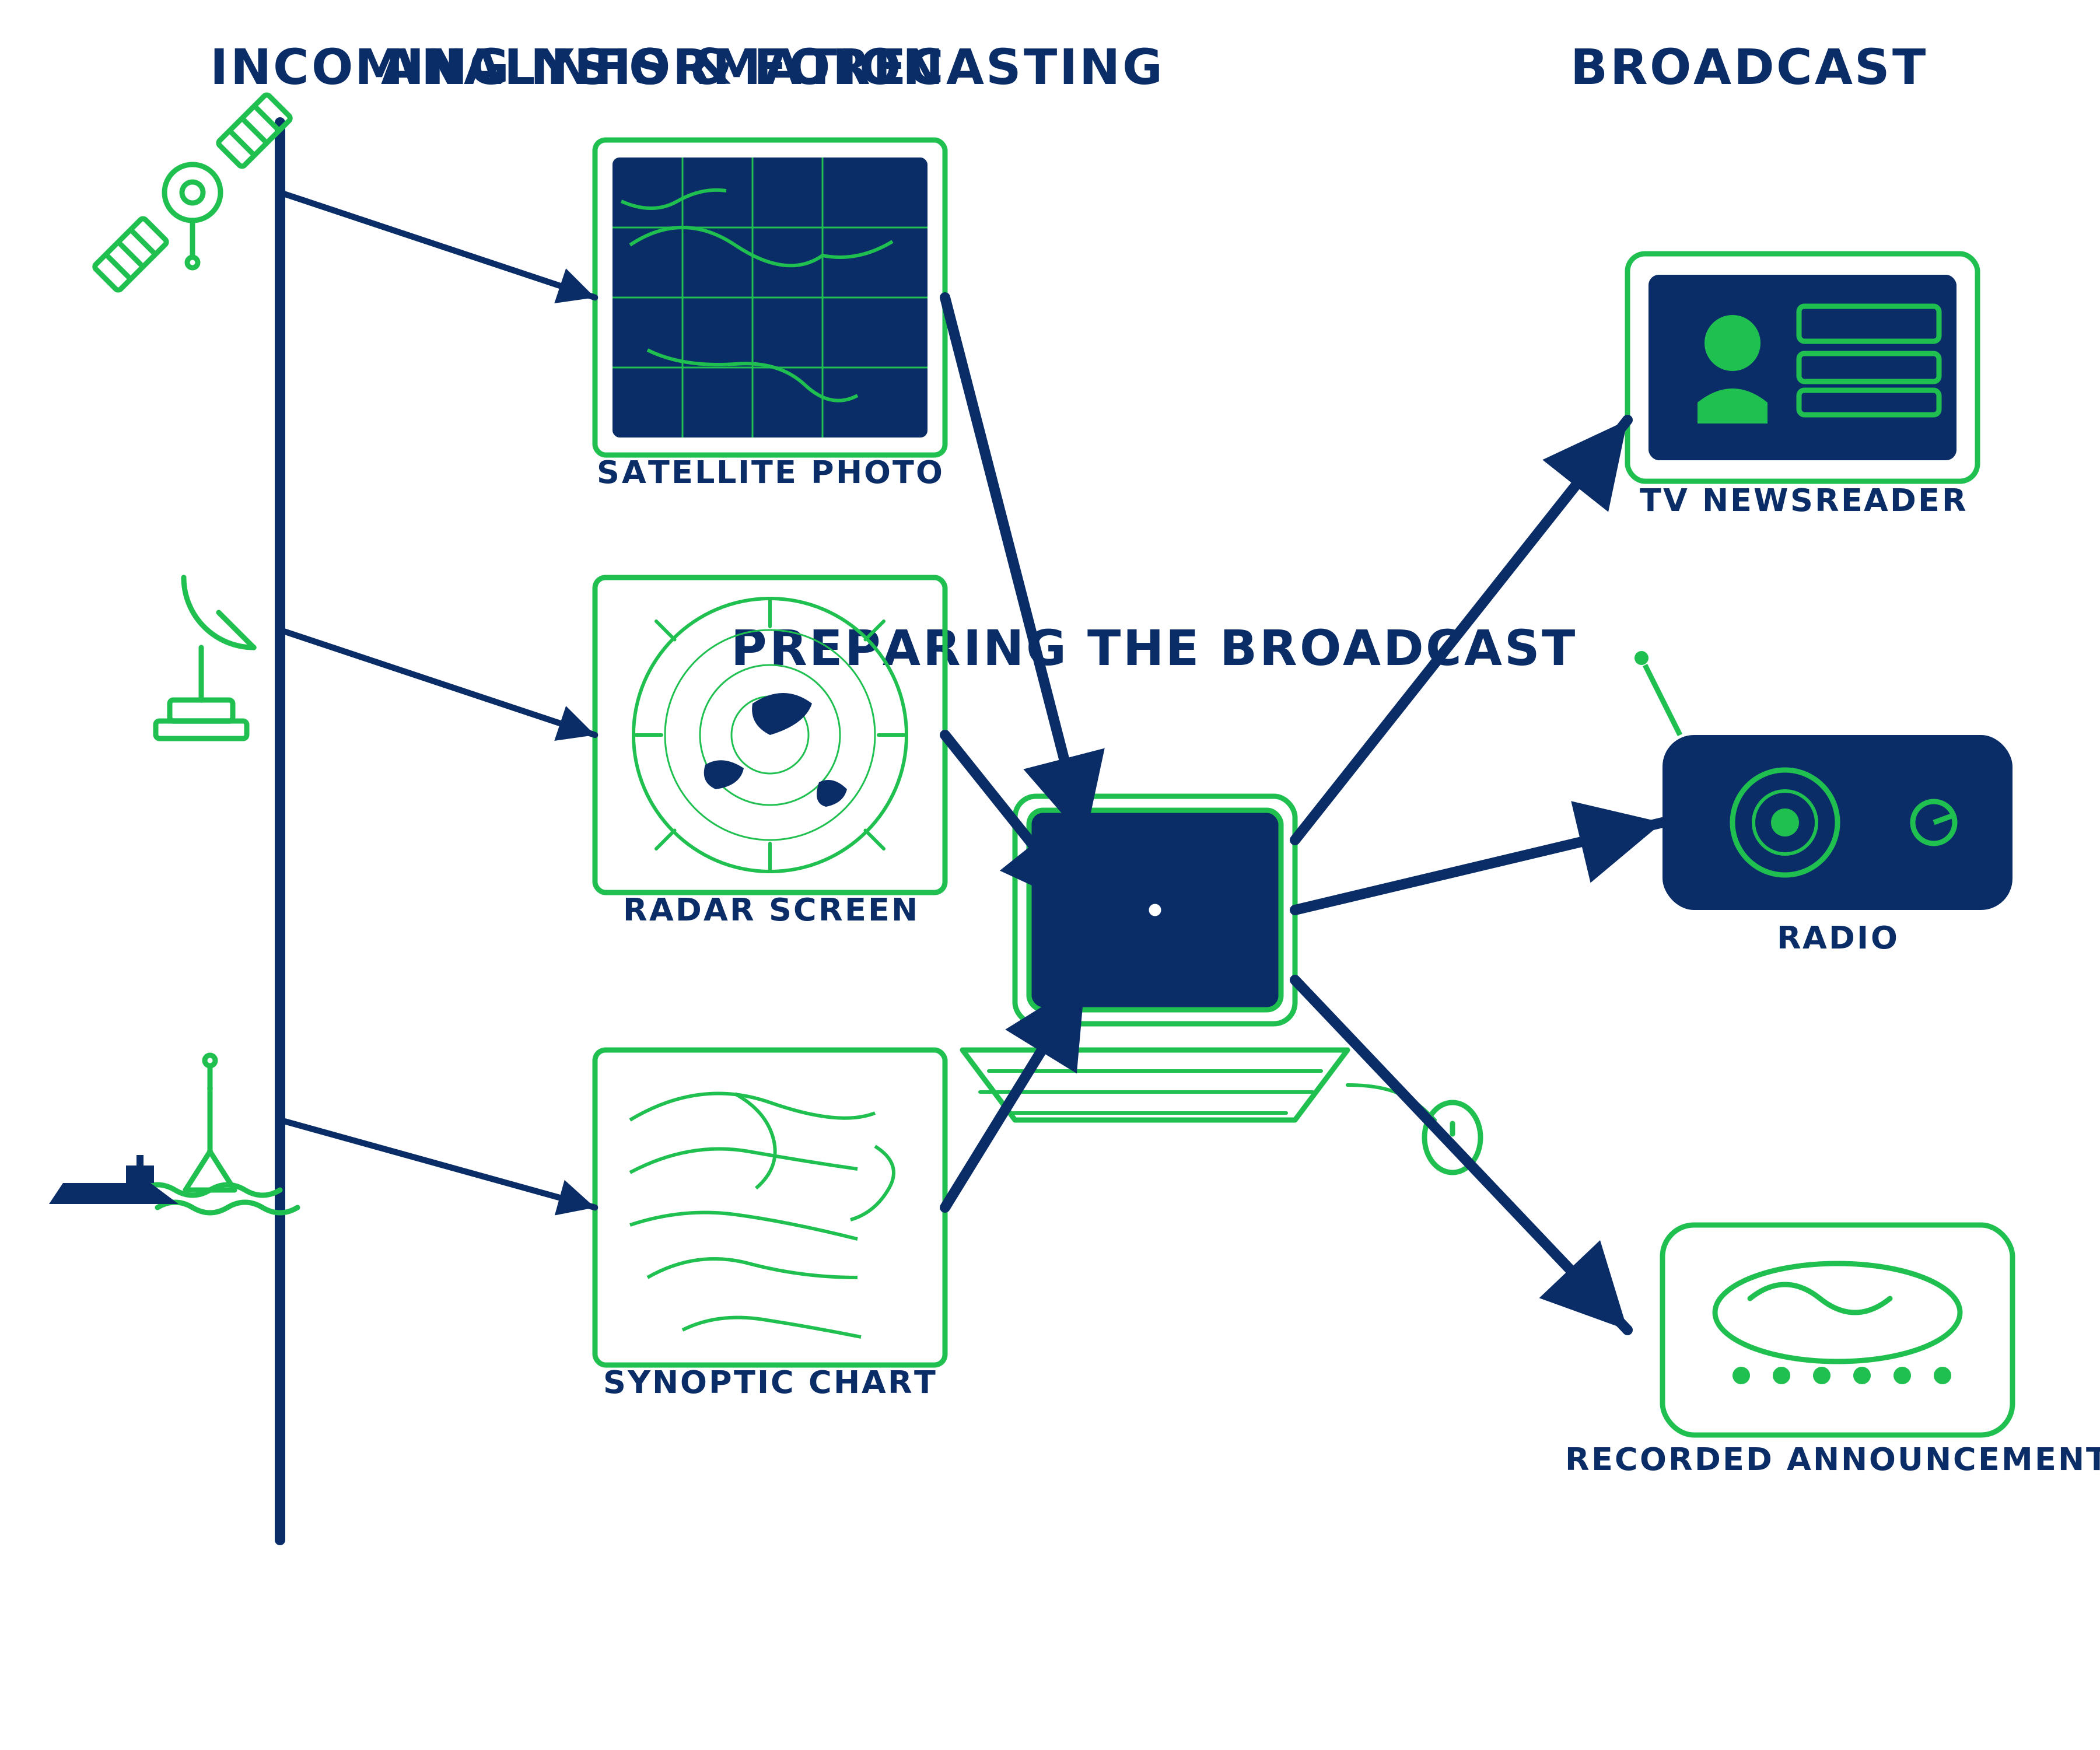 INCOMING INFORMATION
ANALYSIS & FORECASTING
BROADCAST
SATELLITE PHOTO
TV NEWSREADER
PREPARING THE BROADCAST
RADAR SCREEN
RADIO
SYNOPTIC CHART
RECORDED ANNOUNCEMENT